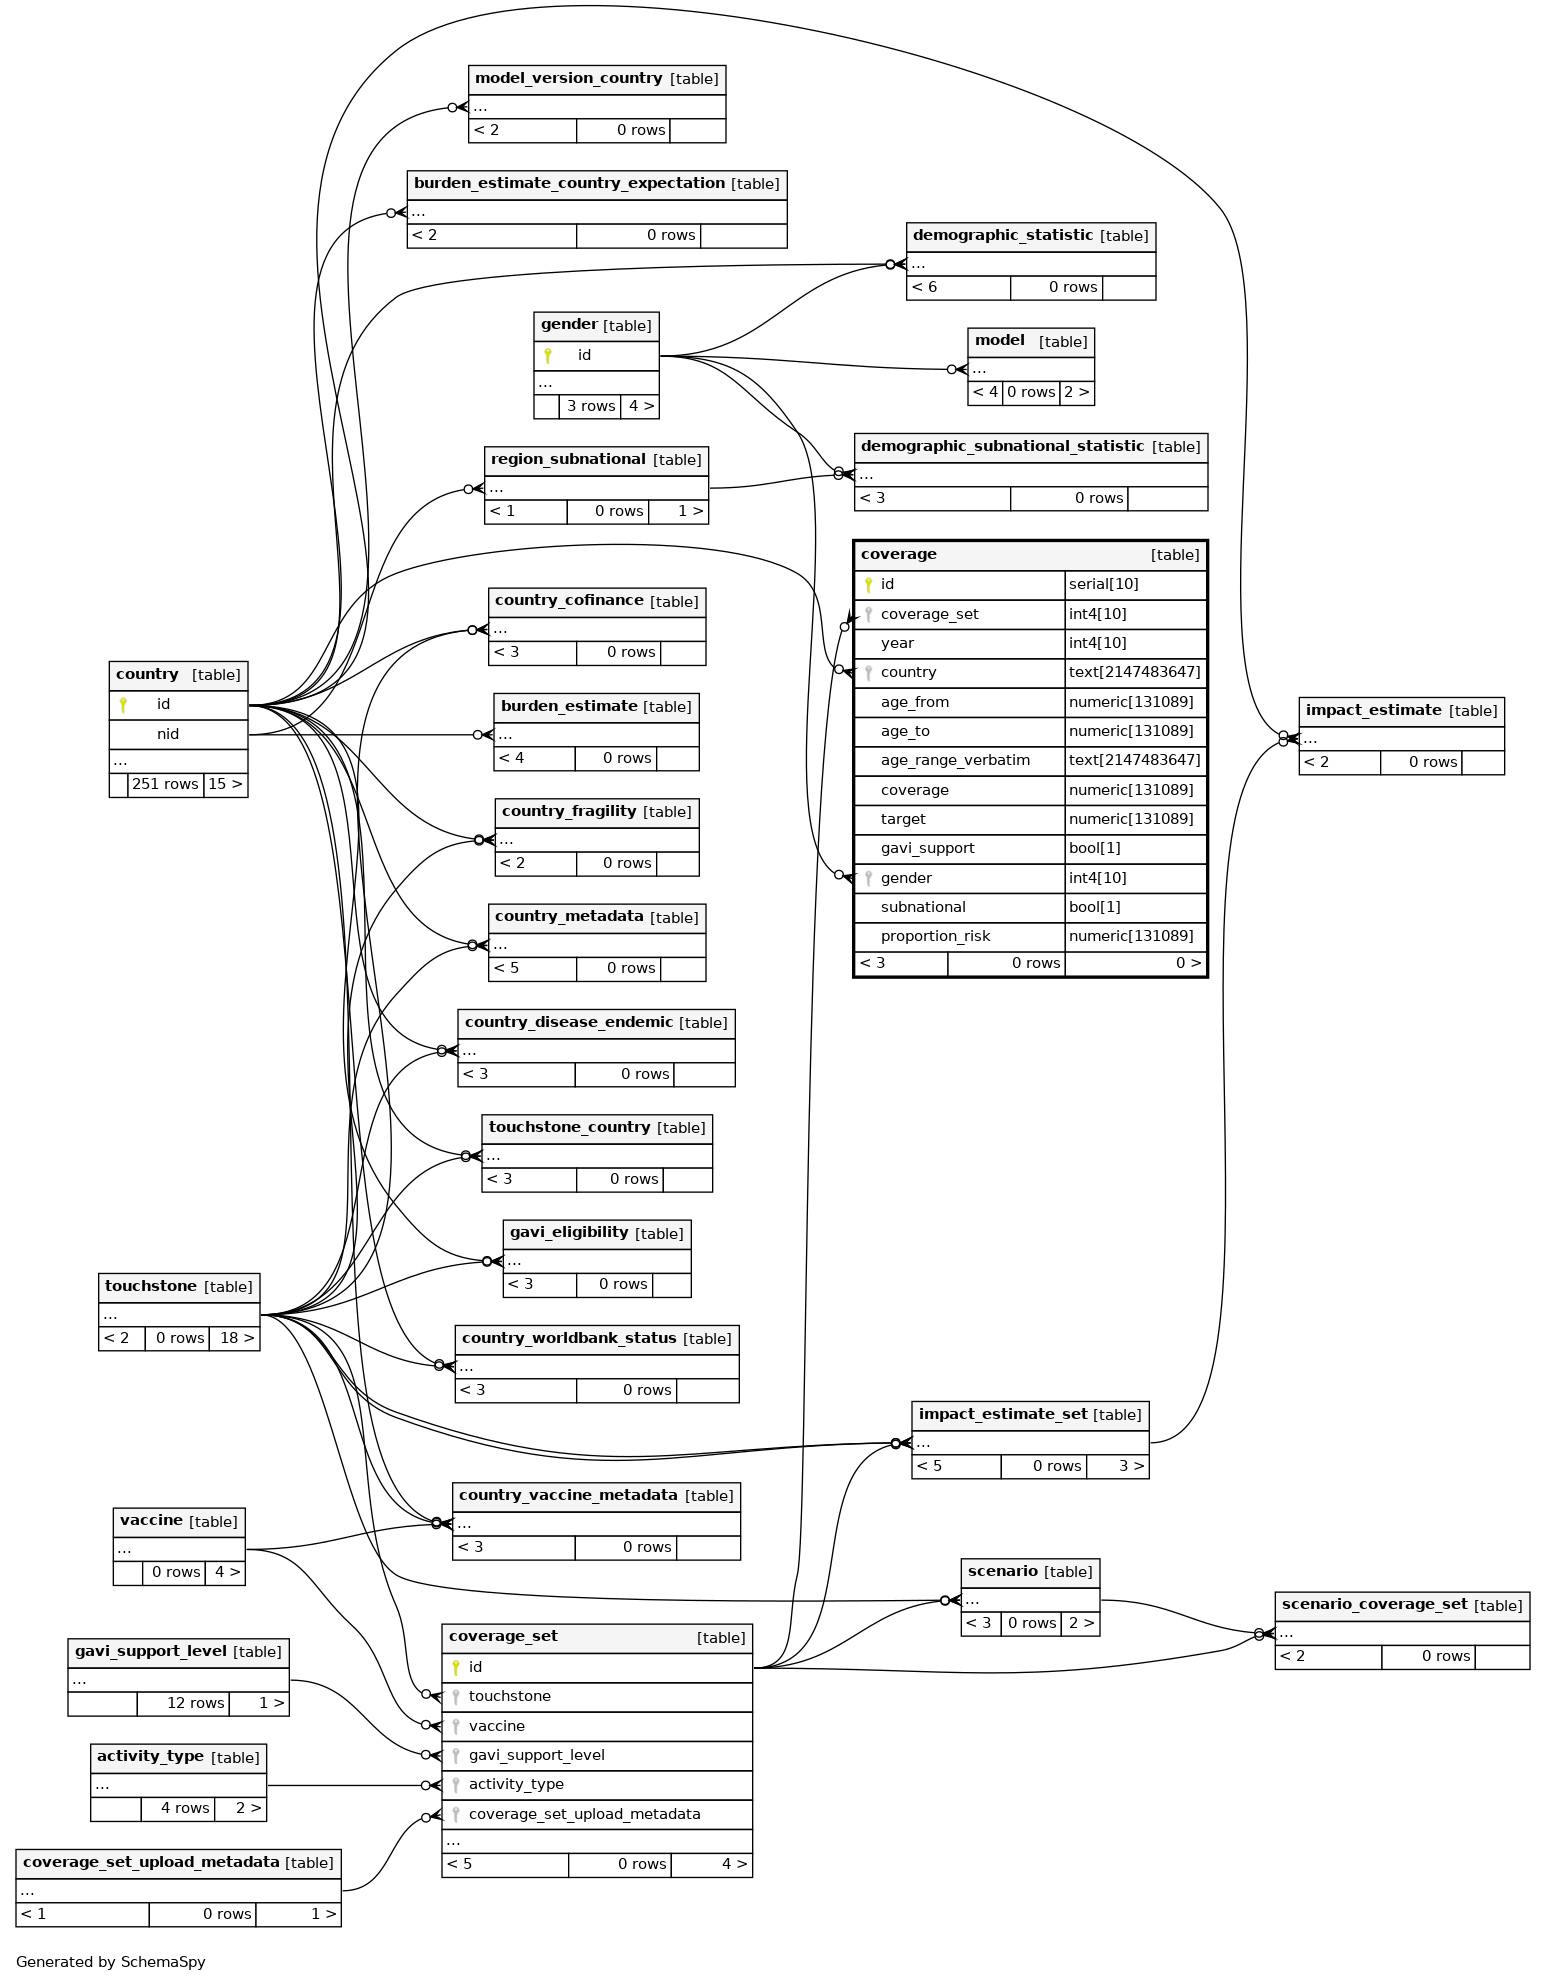 model_version_country [table]
...
< 2 0 rows
burden_estimate_country_expectation [table]
...
< 2 0 rows
demographic_statistic [table]
...
< 6 0 rows
gender [table]
id
...
3 rows 4 >
model [table]
...
< 4 0 rows 2 >
region_subnational [table]
...
< 1 0 rows 1 >
demographic_subnational_statistic [table]
...
< 3 0 rows
coverage [table]
id serial[10]
coverage_set int4[10]
year int4[10]
country text[2147483647]
age_from numeric[131089]
age_to numeric[131089]
age_range_verbatim text[2147483647]
coverage numeric[131089]
target numeric[131089]
gavi_support bool[1]
gender int4[10]
subnational bool[1]
proportion_risk numeric[131089]
< 3 0 rows 0 >
country_cofinance [table]
...
< 3 0 rows
country [table]
id
nid
...
251 rows 15 >
burden_estimate [table]
...
< 4 0 rows
impact_estimate [table]
...
< 2 0 rows
country_fragility [table]
...
< 2 0 rows
country_metadata [table]
...
< 5 0 rows
country_disease_endemic [table]
...
< 3 0 rows
touchstone_country [table]
...
< 3 0 rows
gavi_eligibility [table]
...
< 3 0 rows
touchstone [table]
...
< 2 0 rows 18 >
country_worldbank_status [table]
...
< 3 0 rows
impact_estimate_set [table]
...
< 5 0 rows 3 >
country_vaccine_metadata [table]
...
< 3 0 rows
vaccine [table]
...
0 rows 4 >
scenario [table]
...
< 3 0 rows 2 >
scenario_coverage_set [table]
...
< 2 0 rows
coverage_set [table]
id
touchstone
vaccine
gavi_support_level
activity_type
coverage_set_upload_metadata
...
< 5 0 rows 4 >
gavi_support_level [table]
...
12 rows 1 >
activity_type [table]
...
4 rows 2 >
coverage_set_upload_metadata [table]
...
< 1 0 rows 1 >
Generated by SchemaSpy